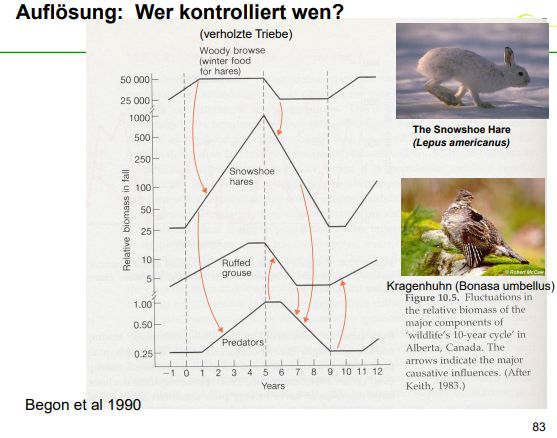 Auflösung: Wer kontrolliert wen?
(verholzte Triebe)
Woody browse
(winter food
for hares)
50 000
25 000
1000
500
250
100
50
25
10
5
1.00
0.50
0.25
Relative biomass in fall
Snowshoe
hares
Ruffed
grouse
Predators
−1 0 1 2 3 4 5 6 7 8 9 10 11 12
Years
The Snowshoe Hare
(Lepus americanus)
© Robert McCaw
Kragenhuhn (Bonasa umbellus)
Figure 10.5. Fluctuations in
the relative biomass of the
major components of
'wildlife's 10-year cycle' in
Alberta, Canada. The
arrows indicate the major
causative influences. (After
Keith, 1983.)
Begon et al 1990
83